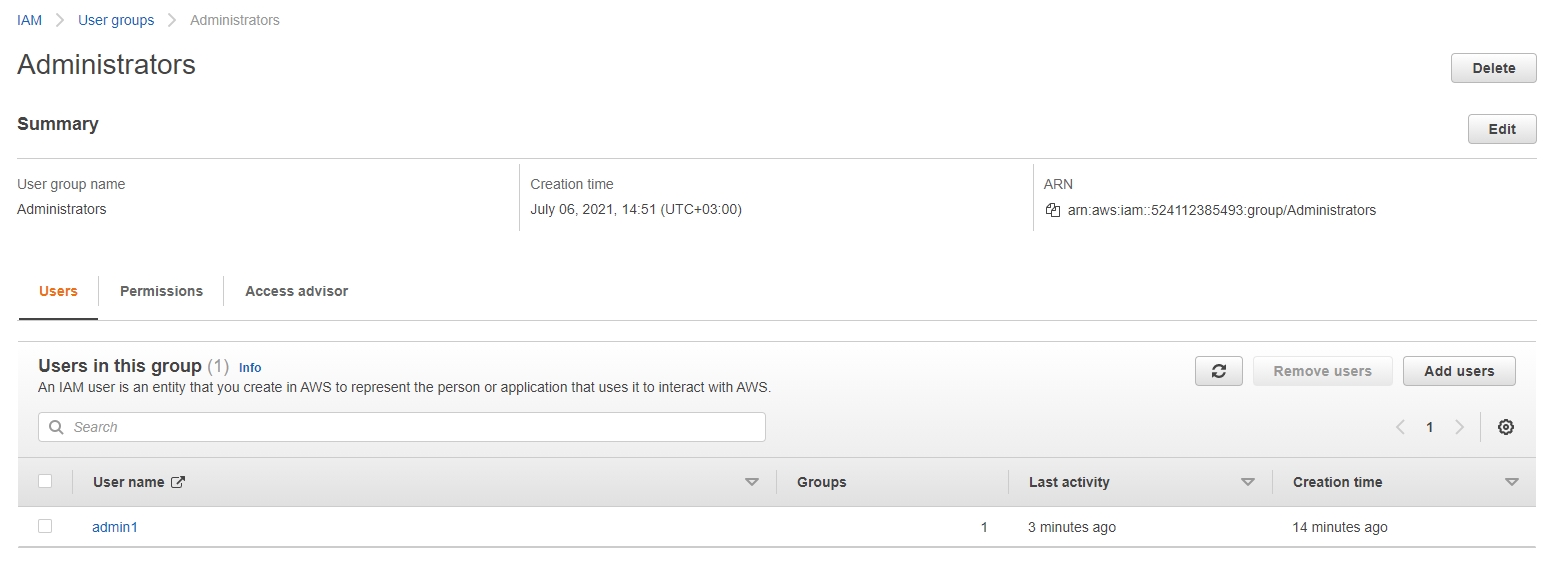 IAM > User groups > Administrators
Administrators
Delete
Summary
Edit
User group name
Creation time
ARN
Administrators
July 06, 2021, 14:51 (UTC+03:00)
arn:aws:iam::524112385493:group/Administrators
Users
Permissions
Access advisor
Users in this group (1) Info
An IAM user is an entity that you create in AWS to represent the person or application that uses it to interact with AWS.
Remove users
Add users
Search
1
User name
Groups
Last activity
Creation time
admin1
1
3 minutes ago
14 minutes ago